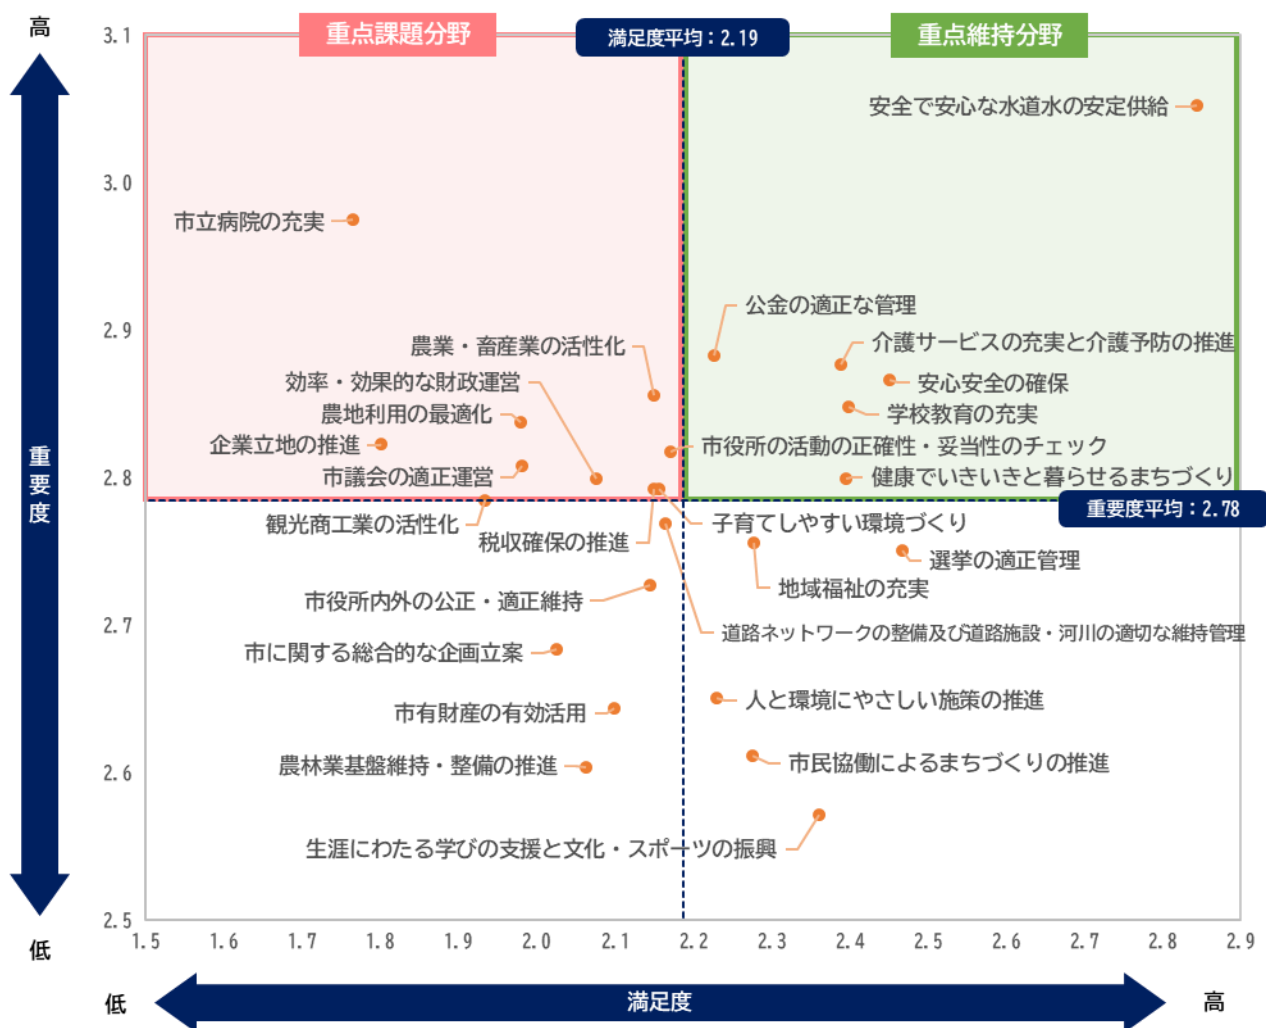 高
重点課題分野
満足度平均：2.19
重点維持分野
3.1
安全で安心な水道水の安定供給
3.0
市立病院の充実
公金の適正な管理
2.9
農業・畜産業の活性化
介護サービスの充実と介護予防の推進
効率・効果的な財政運営
安心安全の確保
農地利用の最適化
学校教育の充実
企業立地の推進
市役所の活動の正確性・妥当性のチェック
2.8
市議会の適正運営
健康でいきいきと暮らせるまちづくり
重要度
重要度平均：2.78
観光商工業の活性化
子育てしやすい環境づくり
税収確保の推進
選挙の適正管理
地域福祉の充実
市役所内外の公正・適正維持
2.7
道路ネットワークの整備及び道路施設・河川の適切な維持管理
市に関する総合的な企画立案
人と環境にやさしい施策の推進
市有財産の有効活用
農林業基盤維持・整備の推進
市民協働によるまちづくりの推進
2.6
生涯にわたる学びの支援と文化・スポーツの振興
2.5
1.5 1.6 1.7 1.8 1.9 2.0 2.1 2.2 2.3 2.4 2.5 2.6 2.7 2.8 2.9
低
低
満足度
高